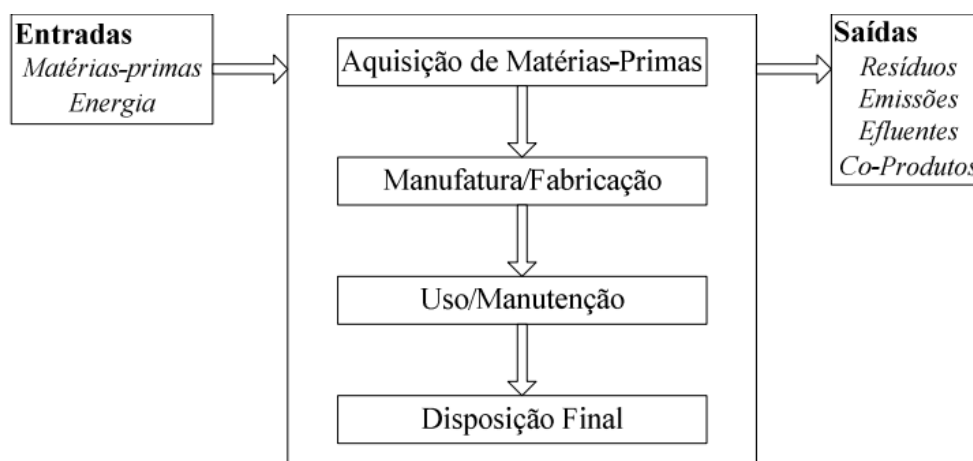 Entradas
Matérias-primas
Energia
Aquisição de Matérias-Primas
Manufatura/Fabricação
Uso/Manutenção
Disposição Final
Saídas
Resíduos
Emissões
Efluentes
Co-Produtos